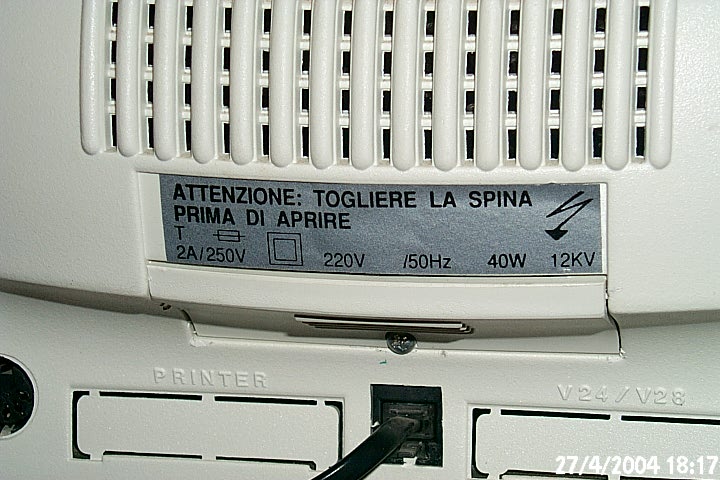 ATTENZIONE: TOGLIERE LA SPINA
PRIMA DI APRIRE
T
2A/250V 220V /50Hz 40W 12KV
PRINTER V24/V28
27/4/2004 18:17